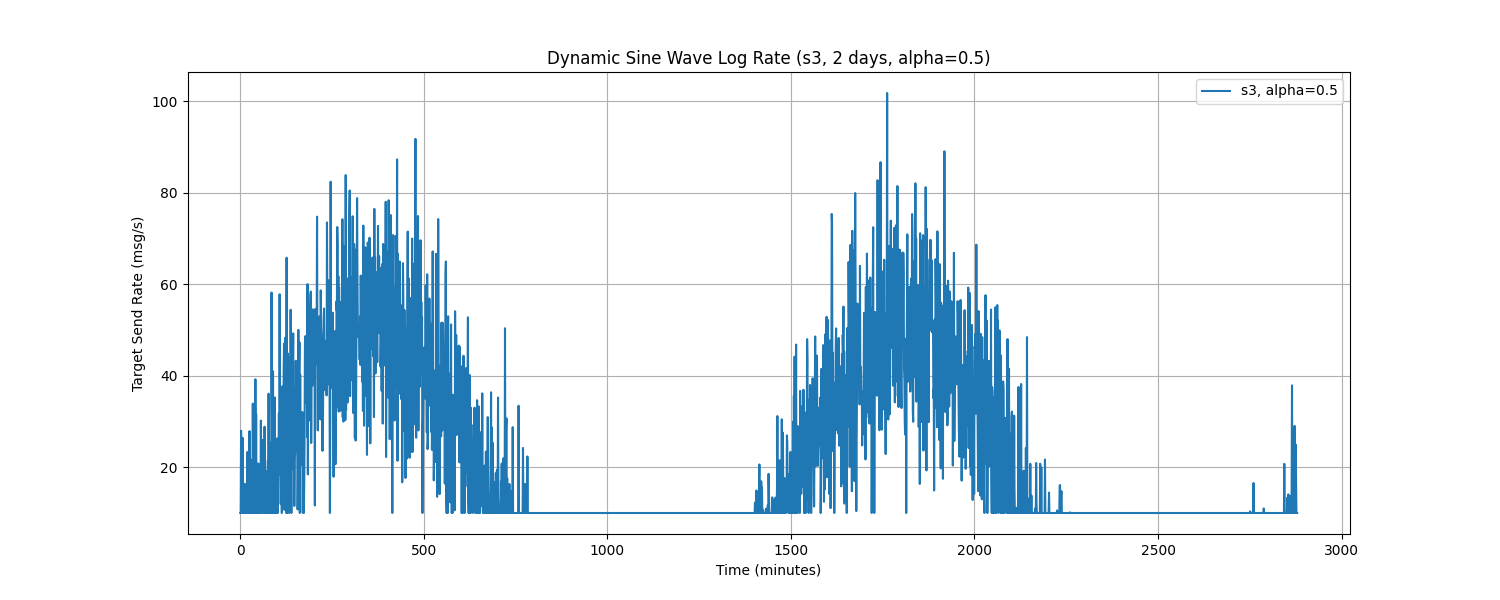 Dynamic Sine Wave Log Rate (s3, 2 days, alpha=0.5)
s3, alpha=0.5
Target Send Rate (msg/s)
100
80
60
40
20
0 500 1000 1500 2000 2500 3000
Time (minutes)